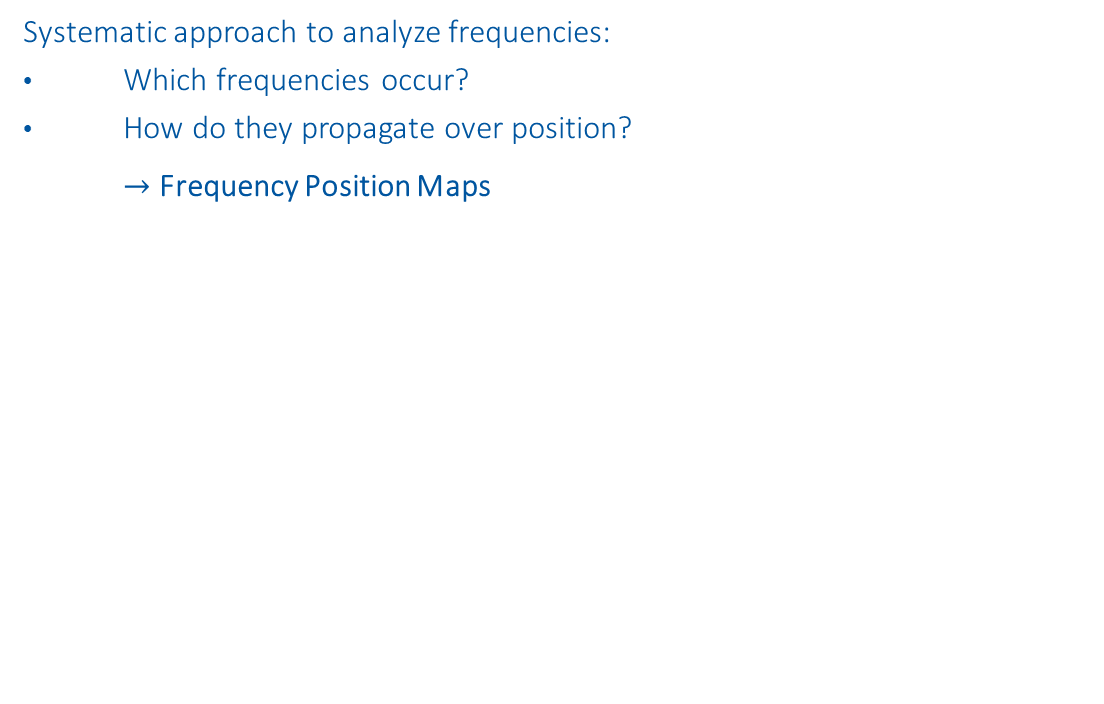 Systematic approach to analyze frequencies:
• Which frequencies occur?
• How do they propagate over position?
→ Frequency Position Maps